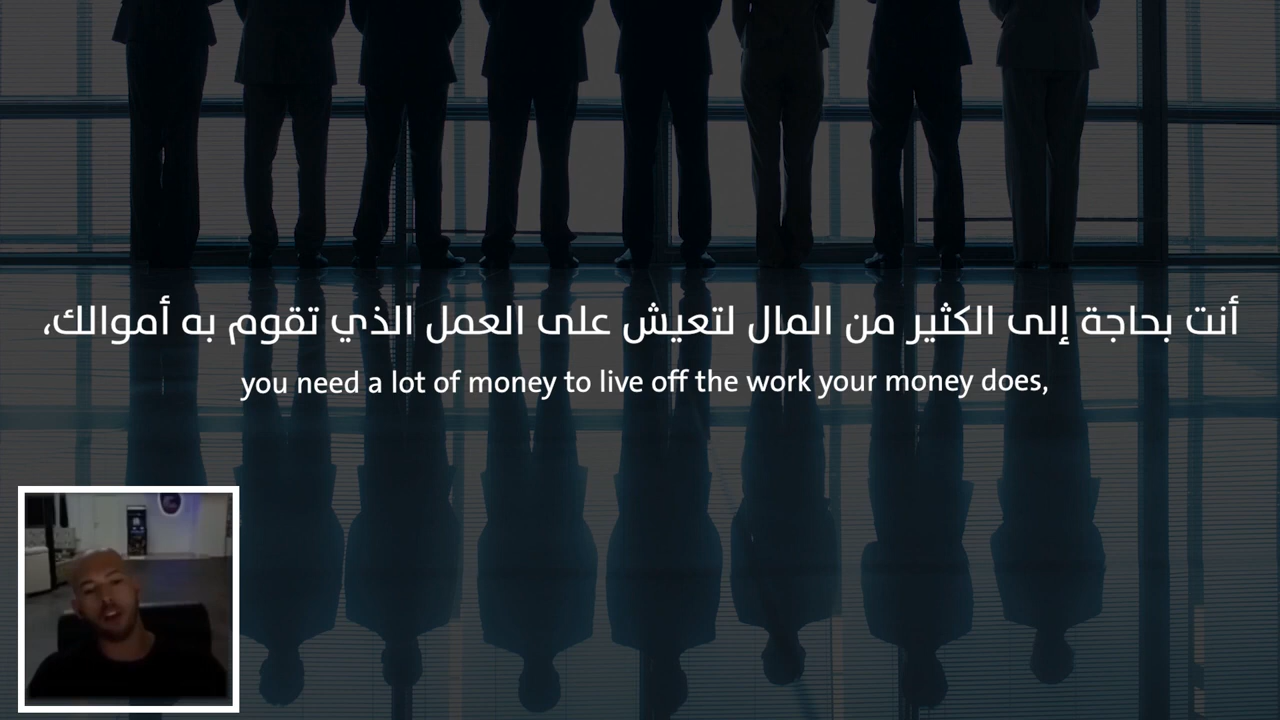 أنت بحاجة إلى الكثير من المال لتعيش على العمل الذي تقوم به أموالك،
you need a lot of money to live off the work your money does,